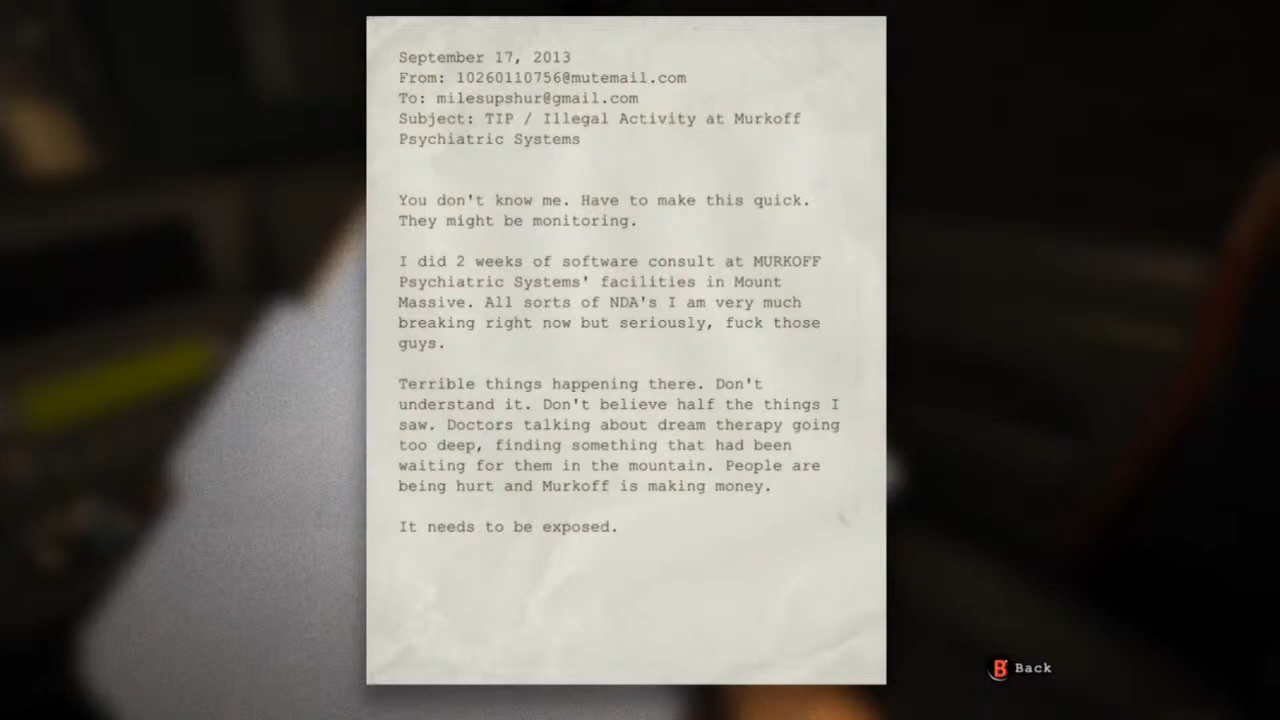 September 17, 2013
From: 10260110756@mutemail.com
To: milesupshur@gmail.com
Subject: TIP / Illegal Activity at Murkoff
Psychiatric Systems
You don't know me. Have to make this quick.
They might be monitoring.
I did 2 weeks of software consult at MURKOFF
Psychiatric Systems' facilities in Mount
Massive. All sorts of NDA's I am very much
breaking right now but seriously, fuck those
guys.
Terrible things happening there. Don't
understand it. Don't believe half the things I
saw. Doctors talking about dream therapy going
too deep, finding something that had been
waiting for them in the mountain. People are
being hurt and Murkoff is making money.
It needs to be exposed.
B Back